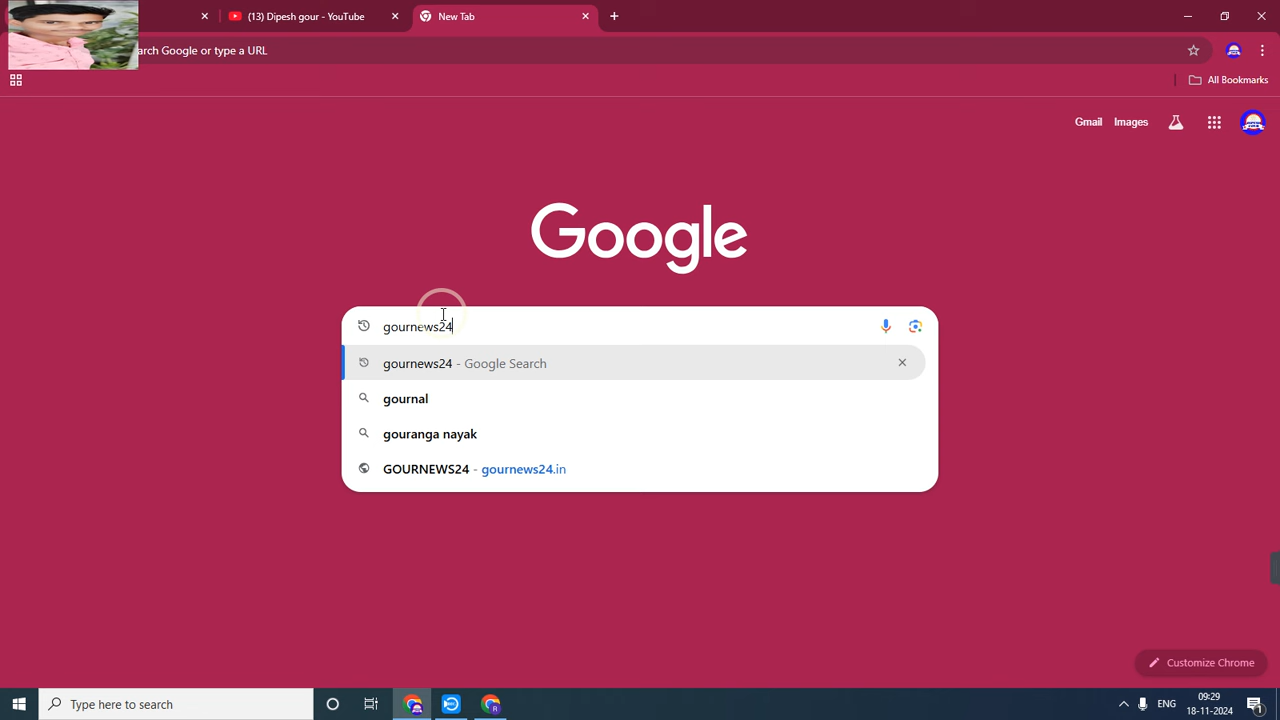 (13) Dipesh gour - YouTube
New Tab
arch Google or type a URL
All Bookmarks
Gmail
Images
Google
gournews24
gournews24 - Google Search
gournal
gouranga nayak
GOURNEWS24 - gournews24.in
Customize Chrome
Type here to search
ENG
09:29
18-11-2024